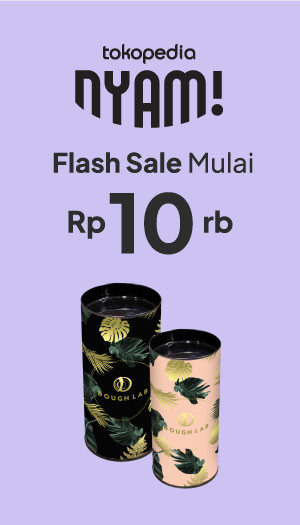 tokopedia
NYAM!
Flash Sale Mulai
Rp 10 rb
DOUGH LAB
DOUGH LAB